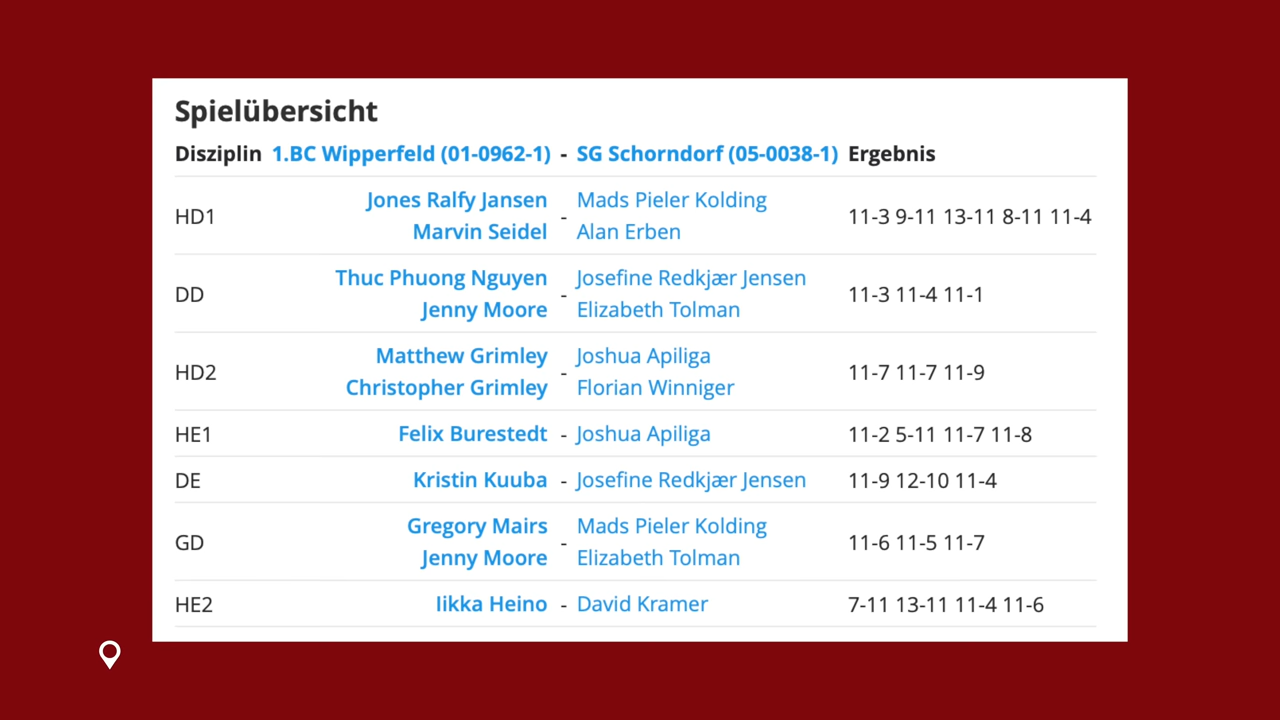 Spielübersicht
Disziplin 1.BC Wipperfeld (01-0962-1) - SG Schorndorf (05-0038-1) Ergebnis
HD1 Jones Ralfy Jansen - Mads Pieler Kolding 11-3 9-11 13-11 8-11 11-4
Marvin Seidel Alan Erben
DD Thuc Phuong Nguyen - Josefine Redkjær Jensen 11-3 11-4 11-1
Jenny Moore Elizabeth Tolman
HD2 Matthew Grimley - Joshua Apiliga 11-7 11-7 11-9
Christopher Grimley Florian Winniger
HE1 Felix Burestedt - Joshua Apiliga 11-2 5-11 11-7 11-8
DE Kristin Kuuba - Josefine Redkjær Jensen 11-9 12-10 11-4
GD Gregory Mairs - Mads Pieler Kolding 11-6 11-5 11-7
Jenny Moore Elizabeth Tolman
HE2 Iikka Heino - David Kramer 7-11 13-11 11-4 11-6